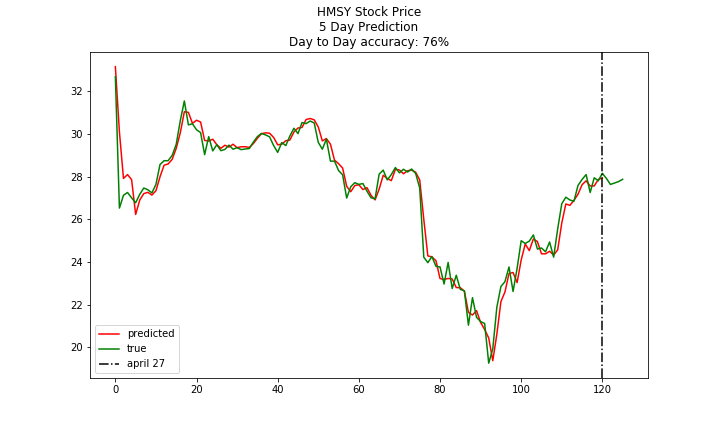 HMSY Stock Price
5 Day Prediction
Day to Day accuracy: 76%
32
30
28
26
24
22
20
predicted
true
april 27
0 20 40 60 80 100 120